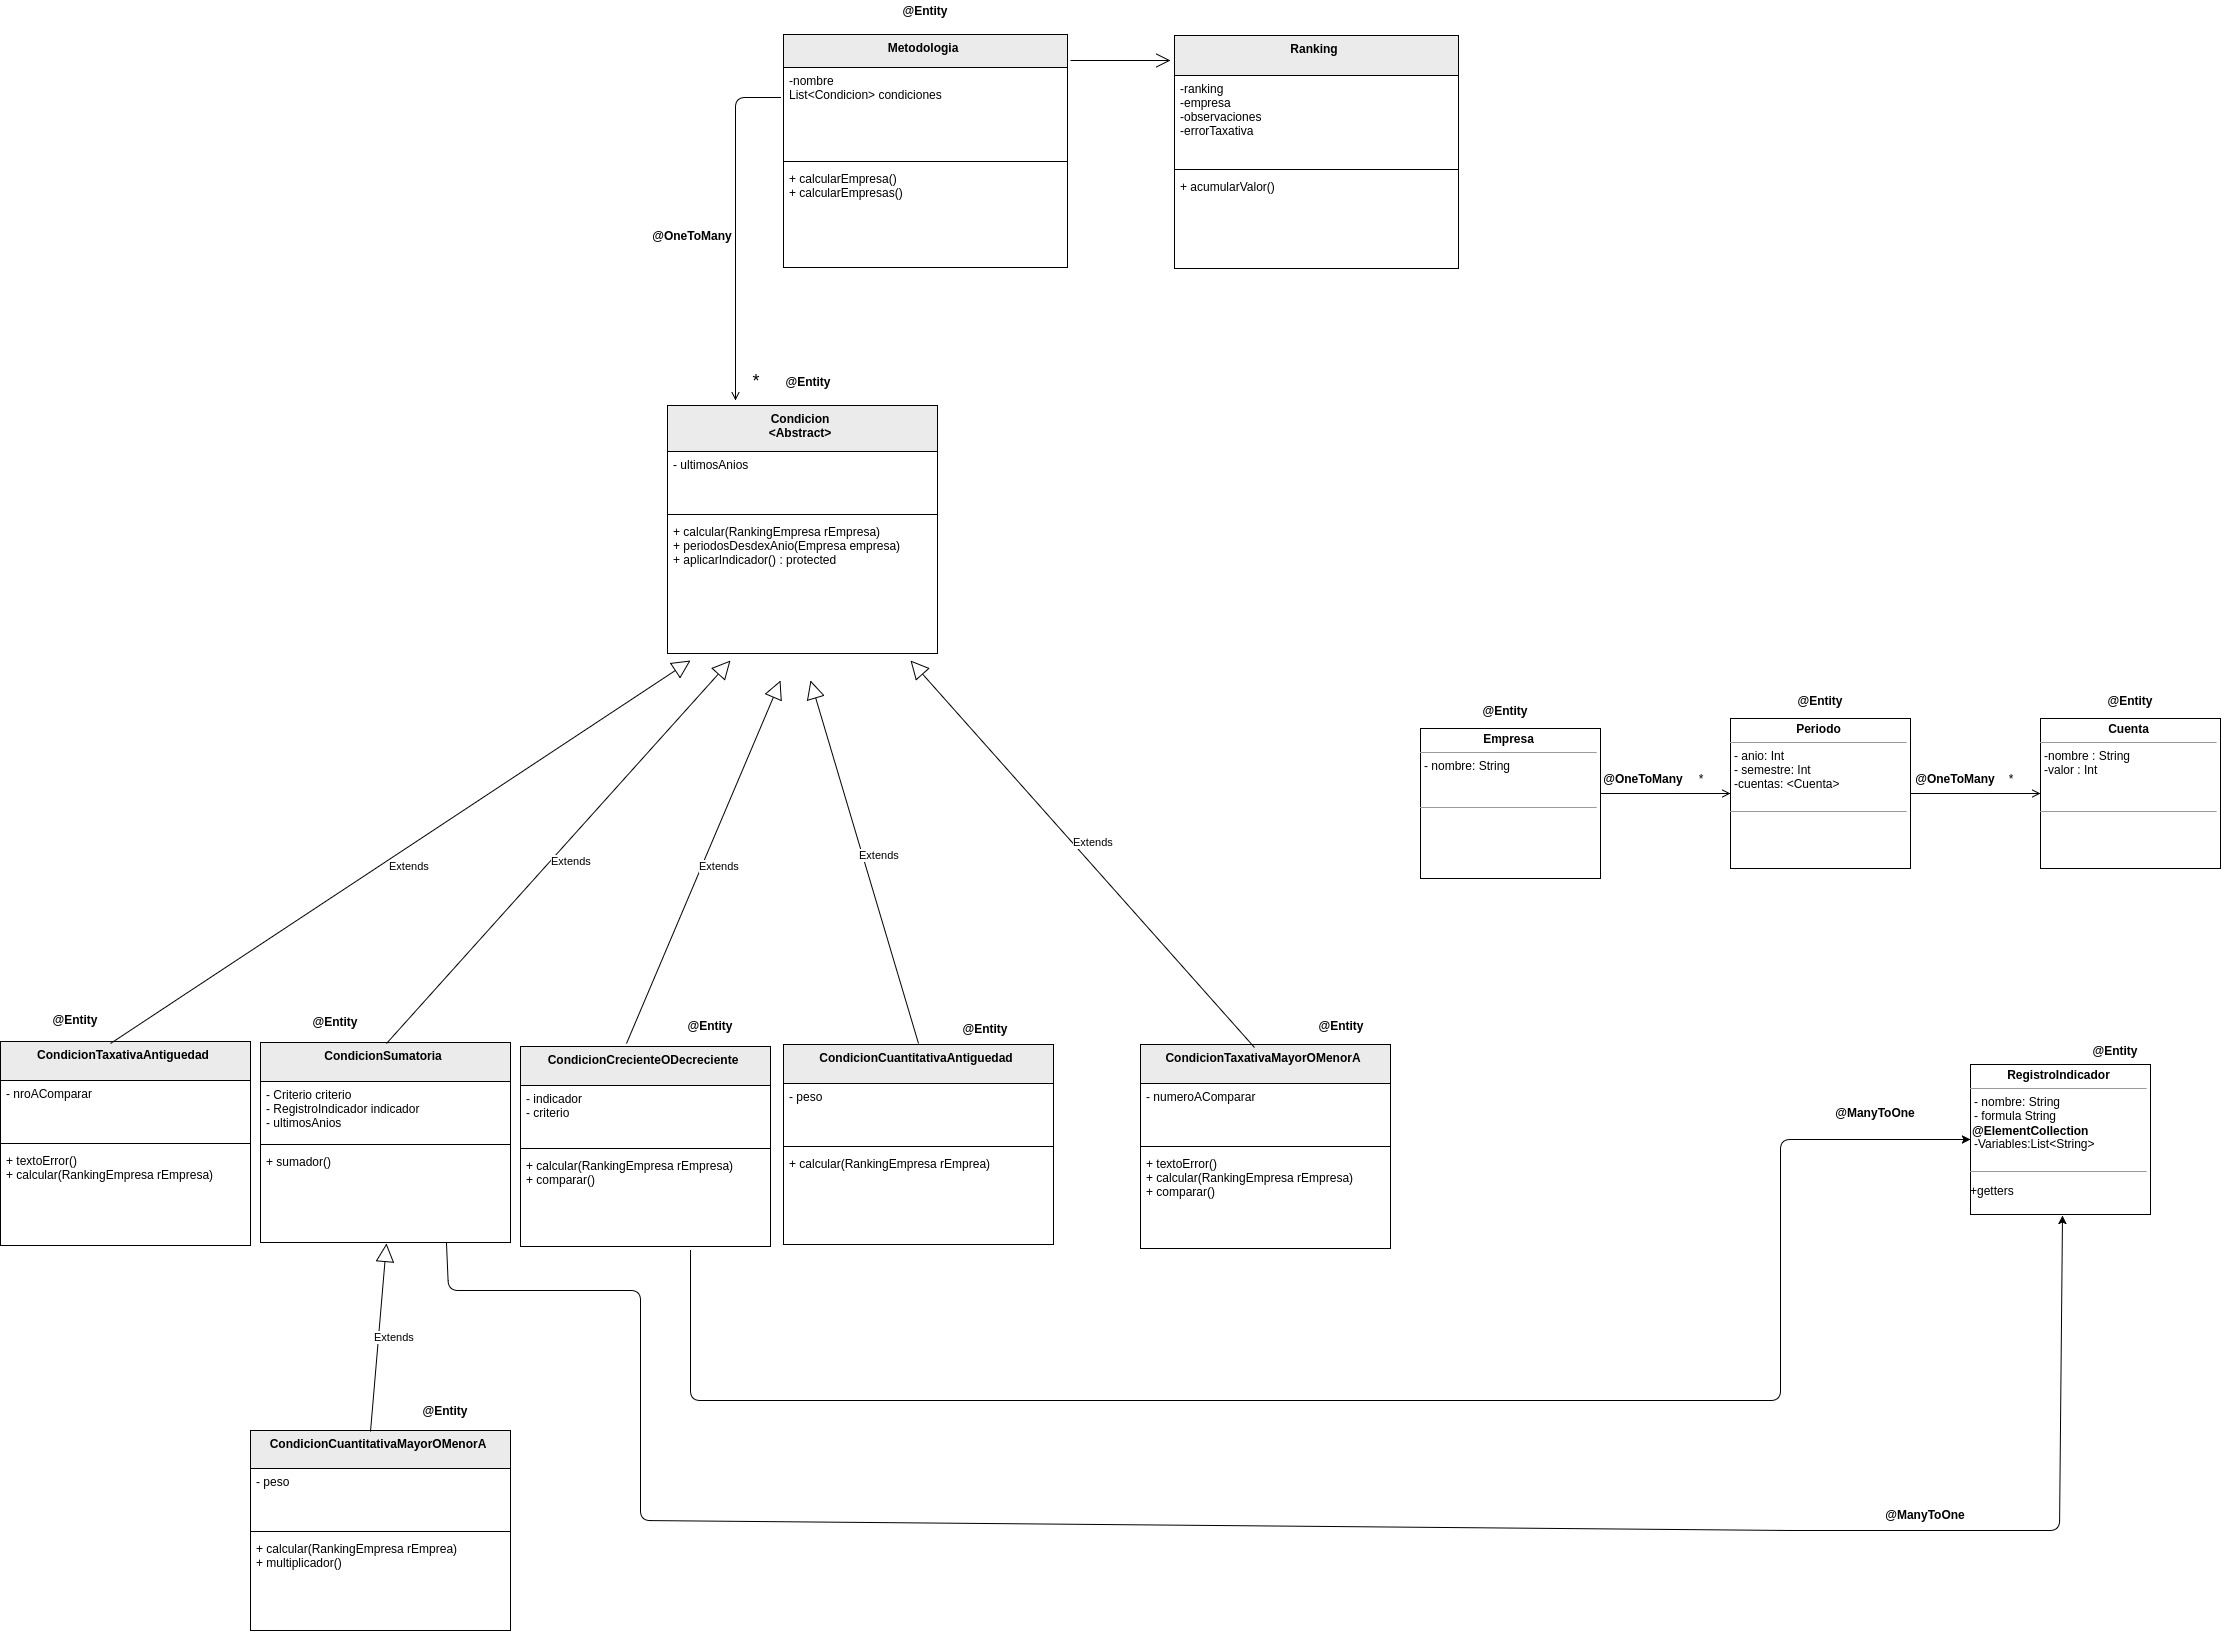 @Entity
Metodologia
-nombre
List<Condicion> condiciones
+ calcularEmpresa()
+ calcularEmpresas()
Ranking
-ranking
-empresa
-observaciones
-errorTaxativa
+ acumularValor()
@OneToMany
*
@Entity
Condicion
<Abstract>
- ultimosAnios
+ calcular(RankingEmpresa rEmpresa)
+ periodosDesdexAnio(Empresa empresa)
+ aplicarIndicador() : protected
Extends
Extends
Extends
Extends
Extends
@Entity
Empresa
- nombre: String
@OneToMany
*
@Entity
Periodo
- anio: Int
- semestre: Int
-cuentas: <Cuenta>
@OneToMany
*
@Entity
Cuenta
-nombre : String
-valor : Int
@Entity
CondicionTaxativaAntiguedad
- nroAComparar
+ textoError()
+ calcular(RankingEmpresa rEmpresa)
@Entity
CondicionSumatoria
- Criterio criterio
- RegistroIndicador indicador
- ultimosAnios
+ sumador()
@Entity
CondicionCrecienteODecreciente
- indicador
- criterio
+ calcular(RankingEmpresa rEmpresa)
+ comparar()
@Entity
CondicionCuantitativaAntiguedad
- peso
+ calcular(RankingEmpresa rEmprea)
@Entity
CondicionTaxativaMayorOMenorA
- numeroAComparar
+ textoError()
+ calcular(RankingEmpresa rEmpresa)
+ comparar()
@Entity
RegistroIndicador
- nombre: String
- formula String
@ElementCollection
-Variables:List<String>
+getters
@ManyToOne
Extends
@Entity
CondicionCuantitativaMayorOMenorA
- peso
+ calcular(RankingEmpresa rEmprea)
+ multiplicador()
@ManyToOne